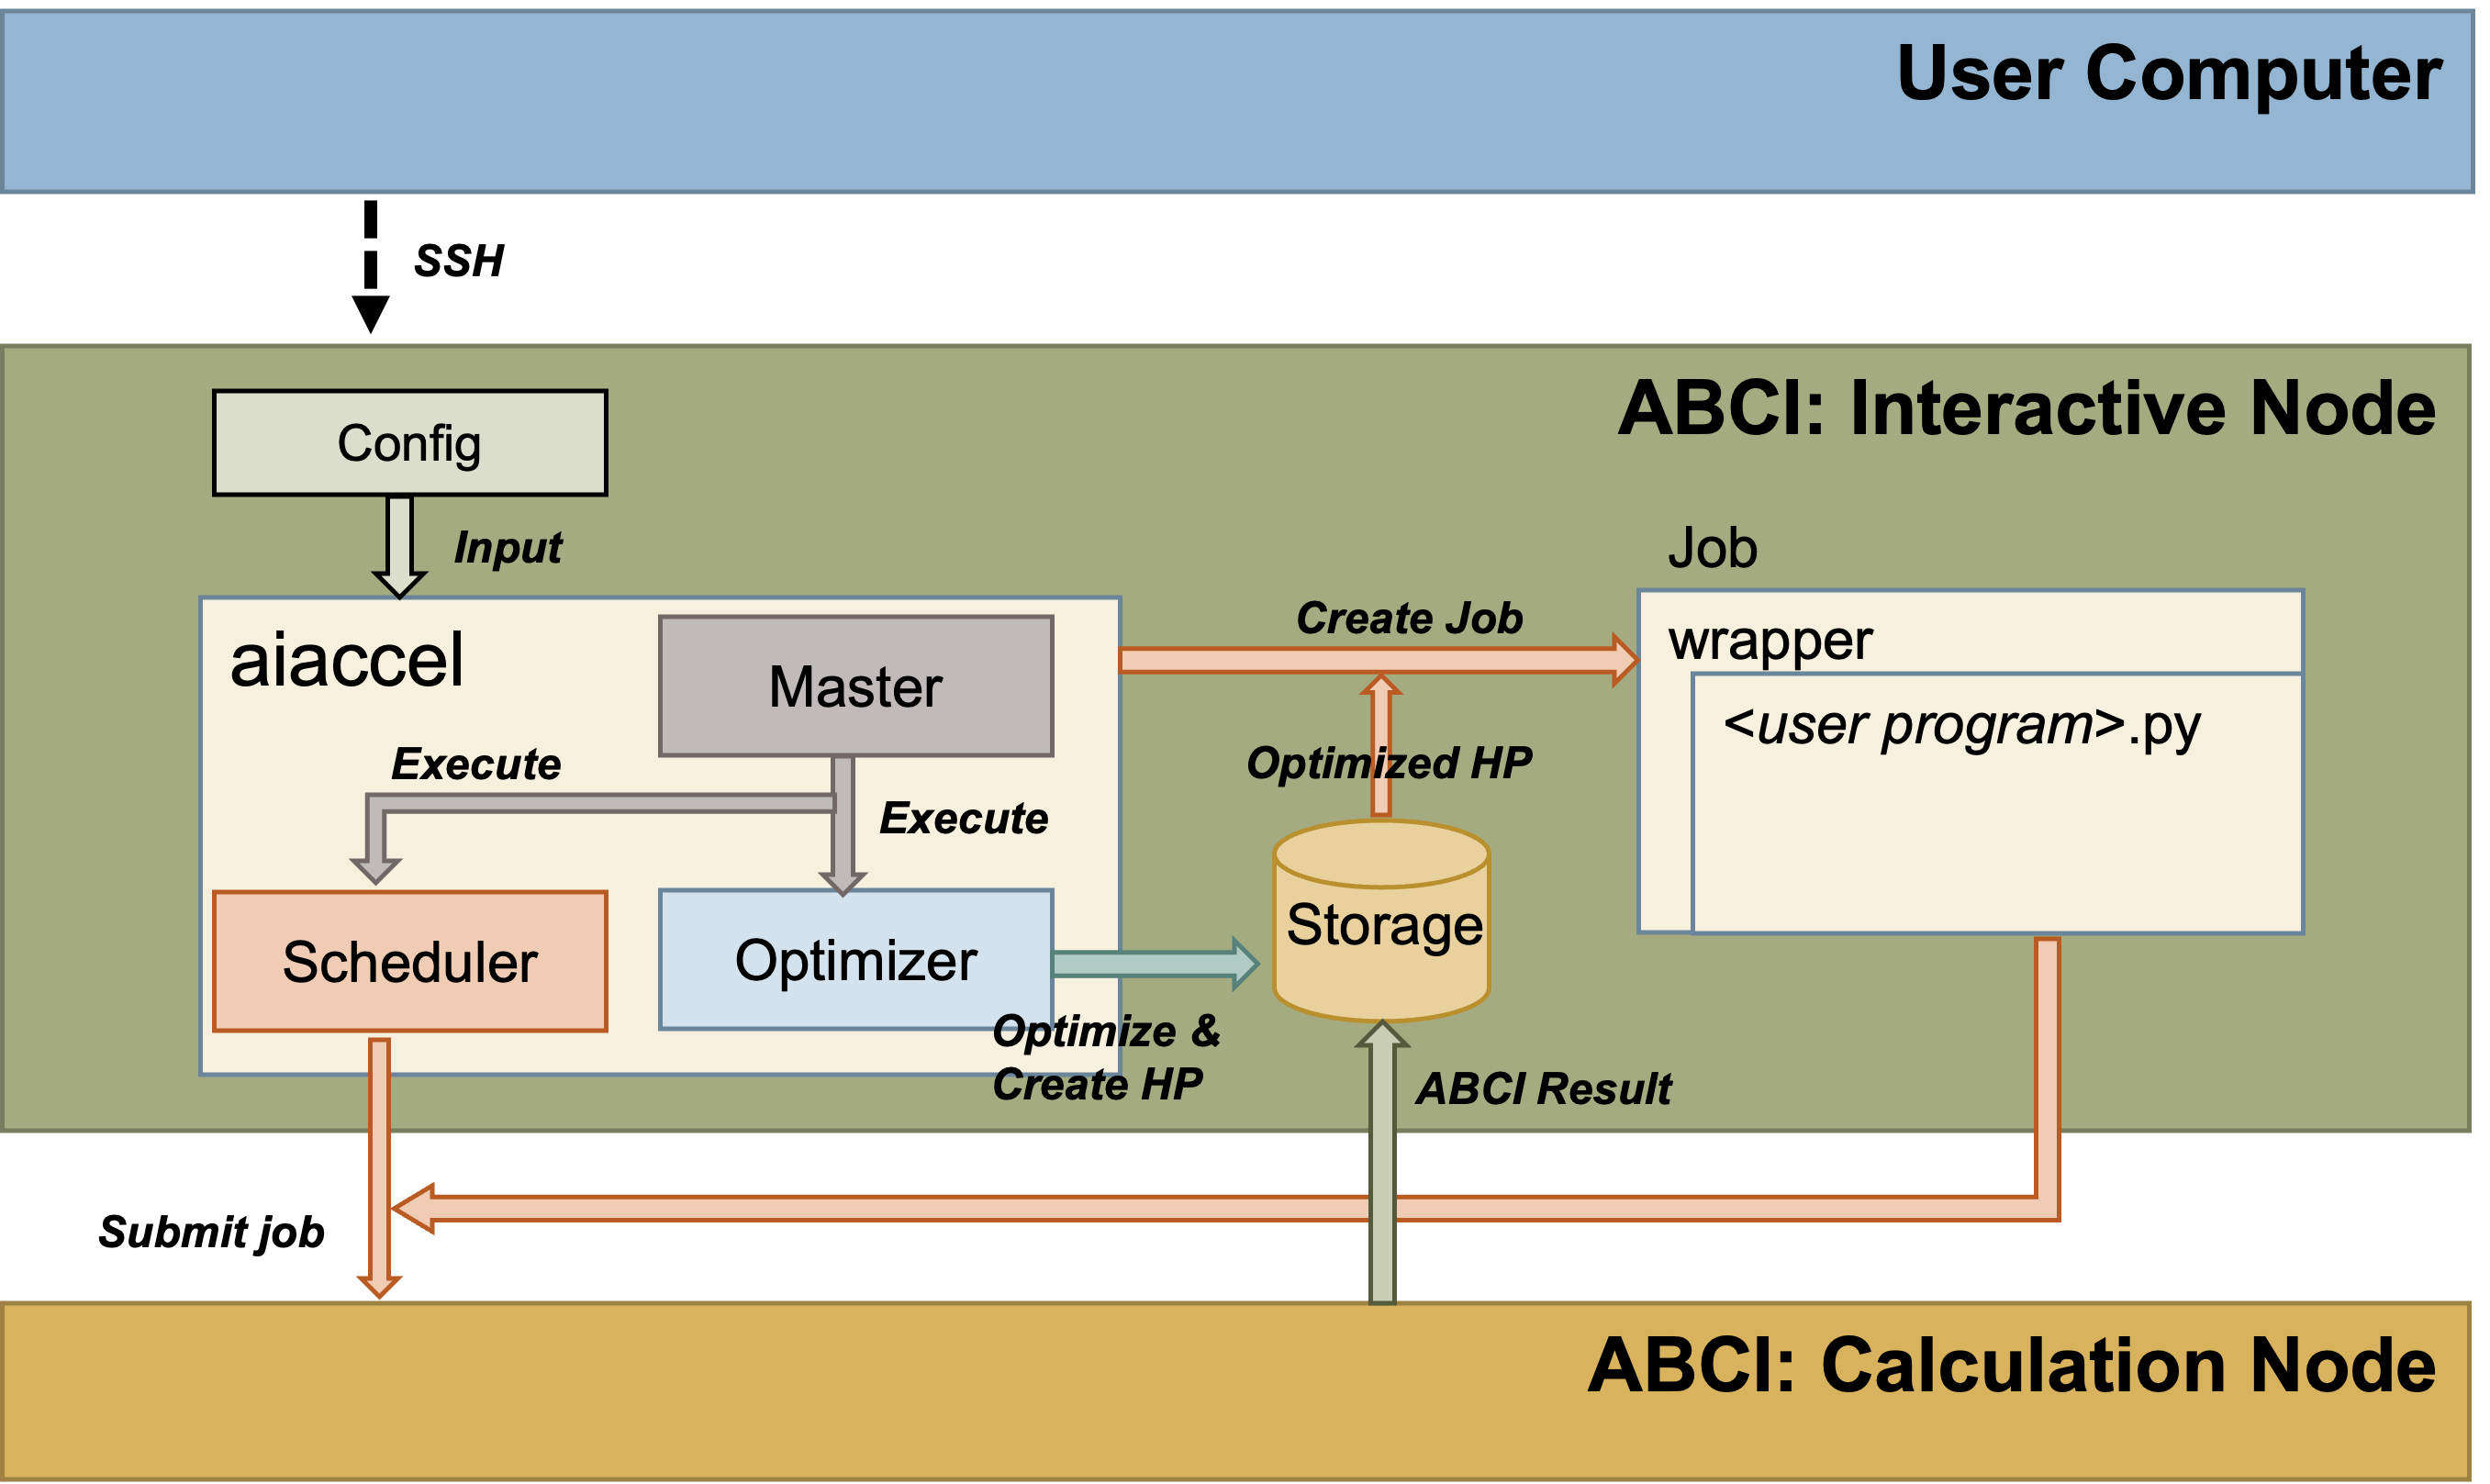 User Computer
SSH
ABCI: Interactive Node
Config
Input
Job
aiaccel
Master
Create Job
wrapper
<user program>.py
Execute
Execute
Optimized HP
Scheduler
Optimizer
Storage
Optimize &
Create HP
ABCI Result
Submit job
ABCI: Calculation Node